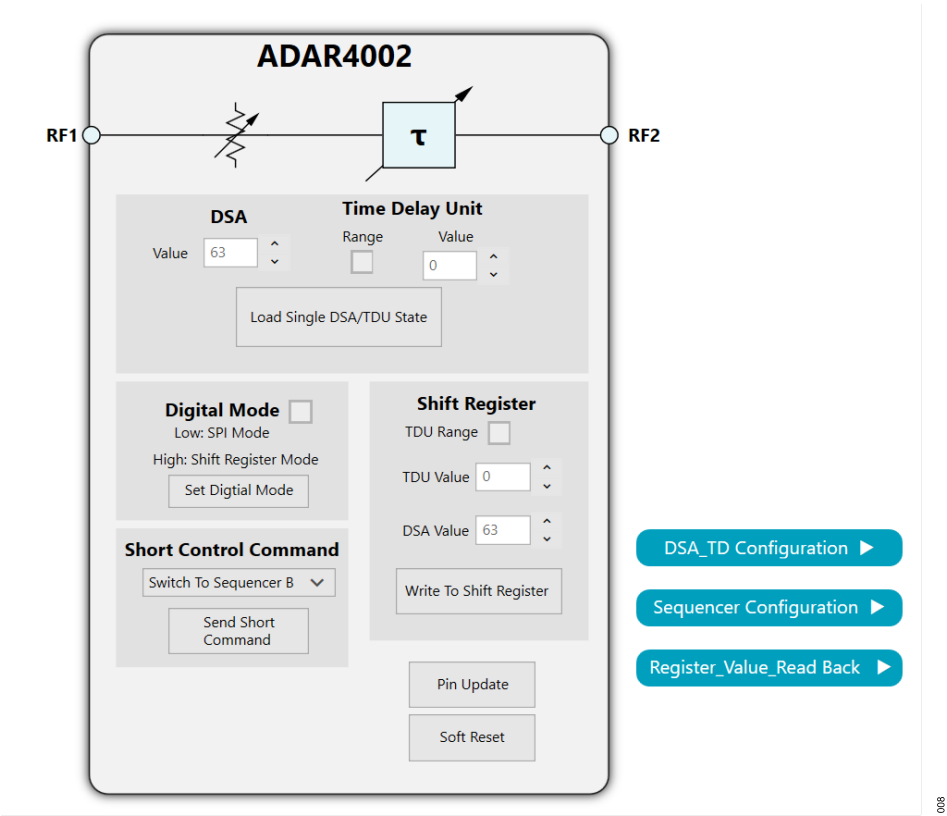 ADAR4002
RF1
τ
RF2
DSA
Time Delay Unit
Range
Value
Value
63
0
Load Single DSA/TDU State
Digital Mode
Low: SPI Mode
High: Shift Register Mode
Set Digtial Mode
Shift Register
TDU Range
TDU Value
0
DSA Value
63
Write To Shift Register
Short Control Command
Switch To Sequencer B
Send Short
Command
Pin Update
Soft Reset
DSA_TD Configuration
Sequencer Configuration
Register_Value_Read Back
008